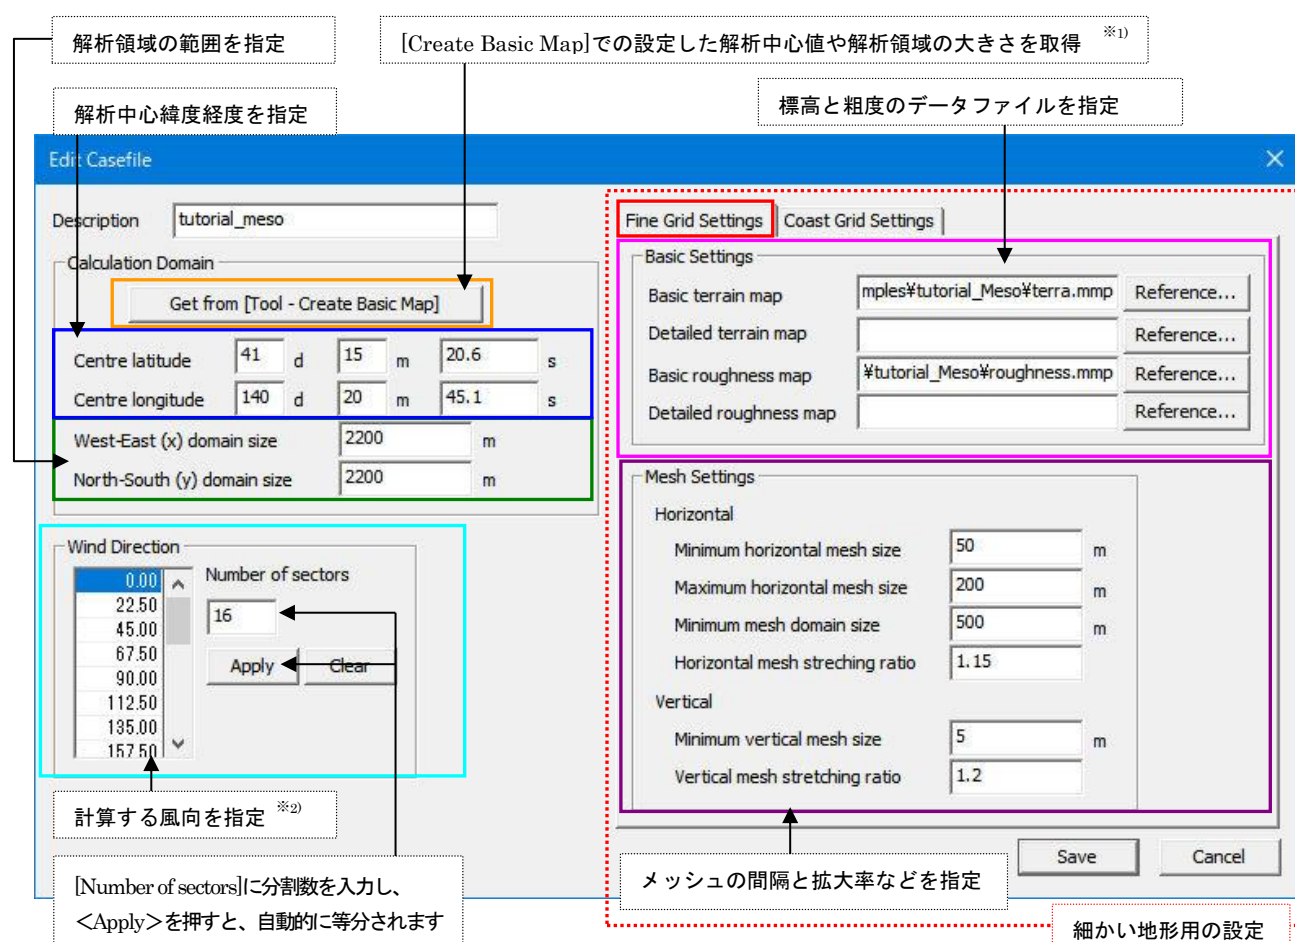 解析領域の範囲を指定
[Create Basic Map]での設定した解析中心値や解析領域の大きさを取得 ※1)
解析中心緯度経度を指定
標高と粗度のデータファイルを指定
Edit Casefile
Description tutorial_meso
Calculation Domain
Get from [Tool - Create Basic Map]
Centre latitude 41 d 15 m 20.6 s
Centre longitude 140 d 20 m 45.1 s
West-East (x) domain size 2200 m
North-South (y) domain size 2200 m
Wind Direction
0.00
22.50
45.00
67.50
90.00
112.50
135.00
157.50
Number of sectors
16
Apply Clear
計算する風向を指定 ※2)
[Number of sectors]に分割数を入力し、
＜Apply＞を押すと、自動的に等分されます
Fine Grid Settings Coast Grid Settings
Basic Settings
Basic terrain map mples¥tutorial_Meso¥terra.mmp Reference...
Detailed terrain map Reference...
Basic roughness map ¥tutorial_Meso¥roughness.mmp Reference...
Detailed roughness map Reference...
Mesh Settings
Horizontal
Minimum horizontal mesh size 50 m
Maximum horizontal mesh size 200 m
Minimum mesh domain size 500 m
Horizontal mesh streching ratio 1.15
Vertical
Minimum vertical mesh size 5 m
Vertical mesh stretching ratio 1.2
メッシュの間隔と拡大率などを指定
Save Cancel
細かい地形用の設定